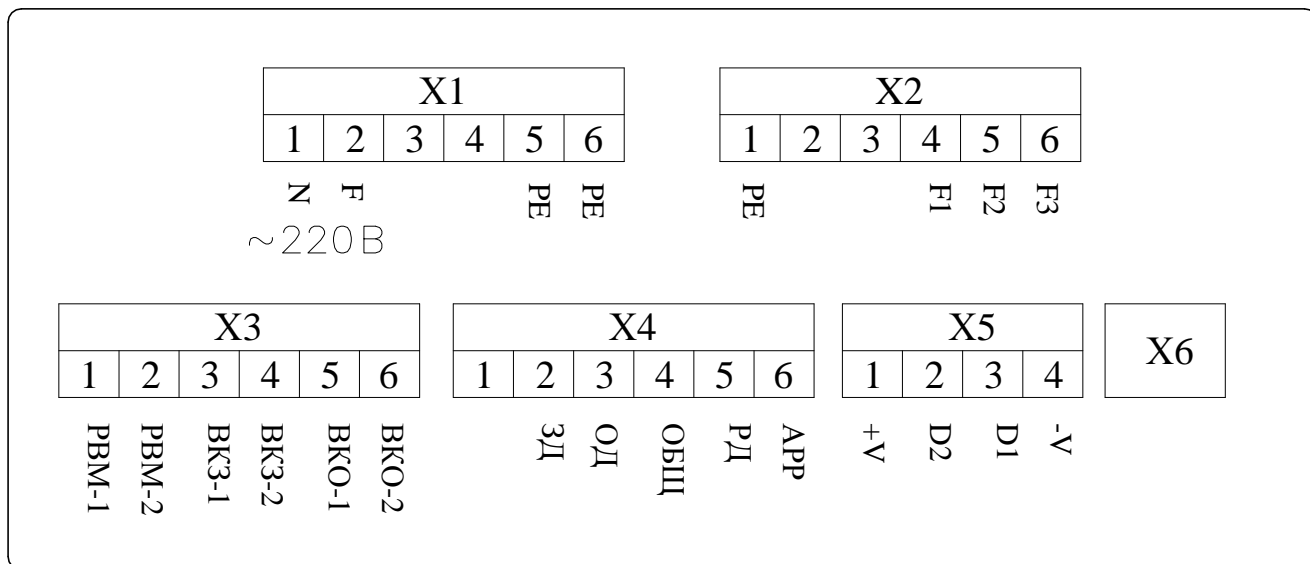 X1 X2
1 2 3 4 5 6 1 2 3 4 5 6
N F PE PE PE F1 F2 F3
~220В
X3 X4 X5 X6
1 2 3 4 5 6 1 2 3 4 5 6 1 2 3 4
РВМ-1 РВМ-2 ВКЗ-1 ВКЗ-2 ВКО-1 ВКО-2 ЗД ОД ОБЩ РД АРР +V D2 D1 -V